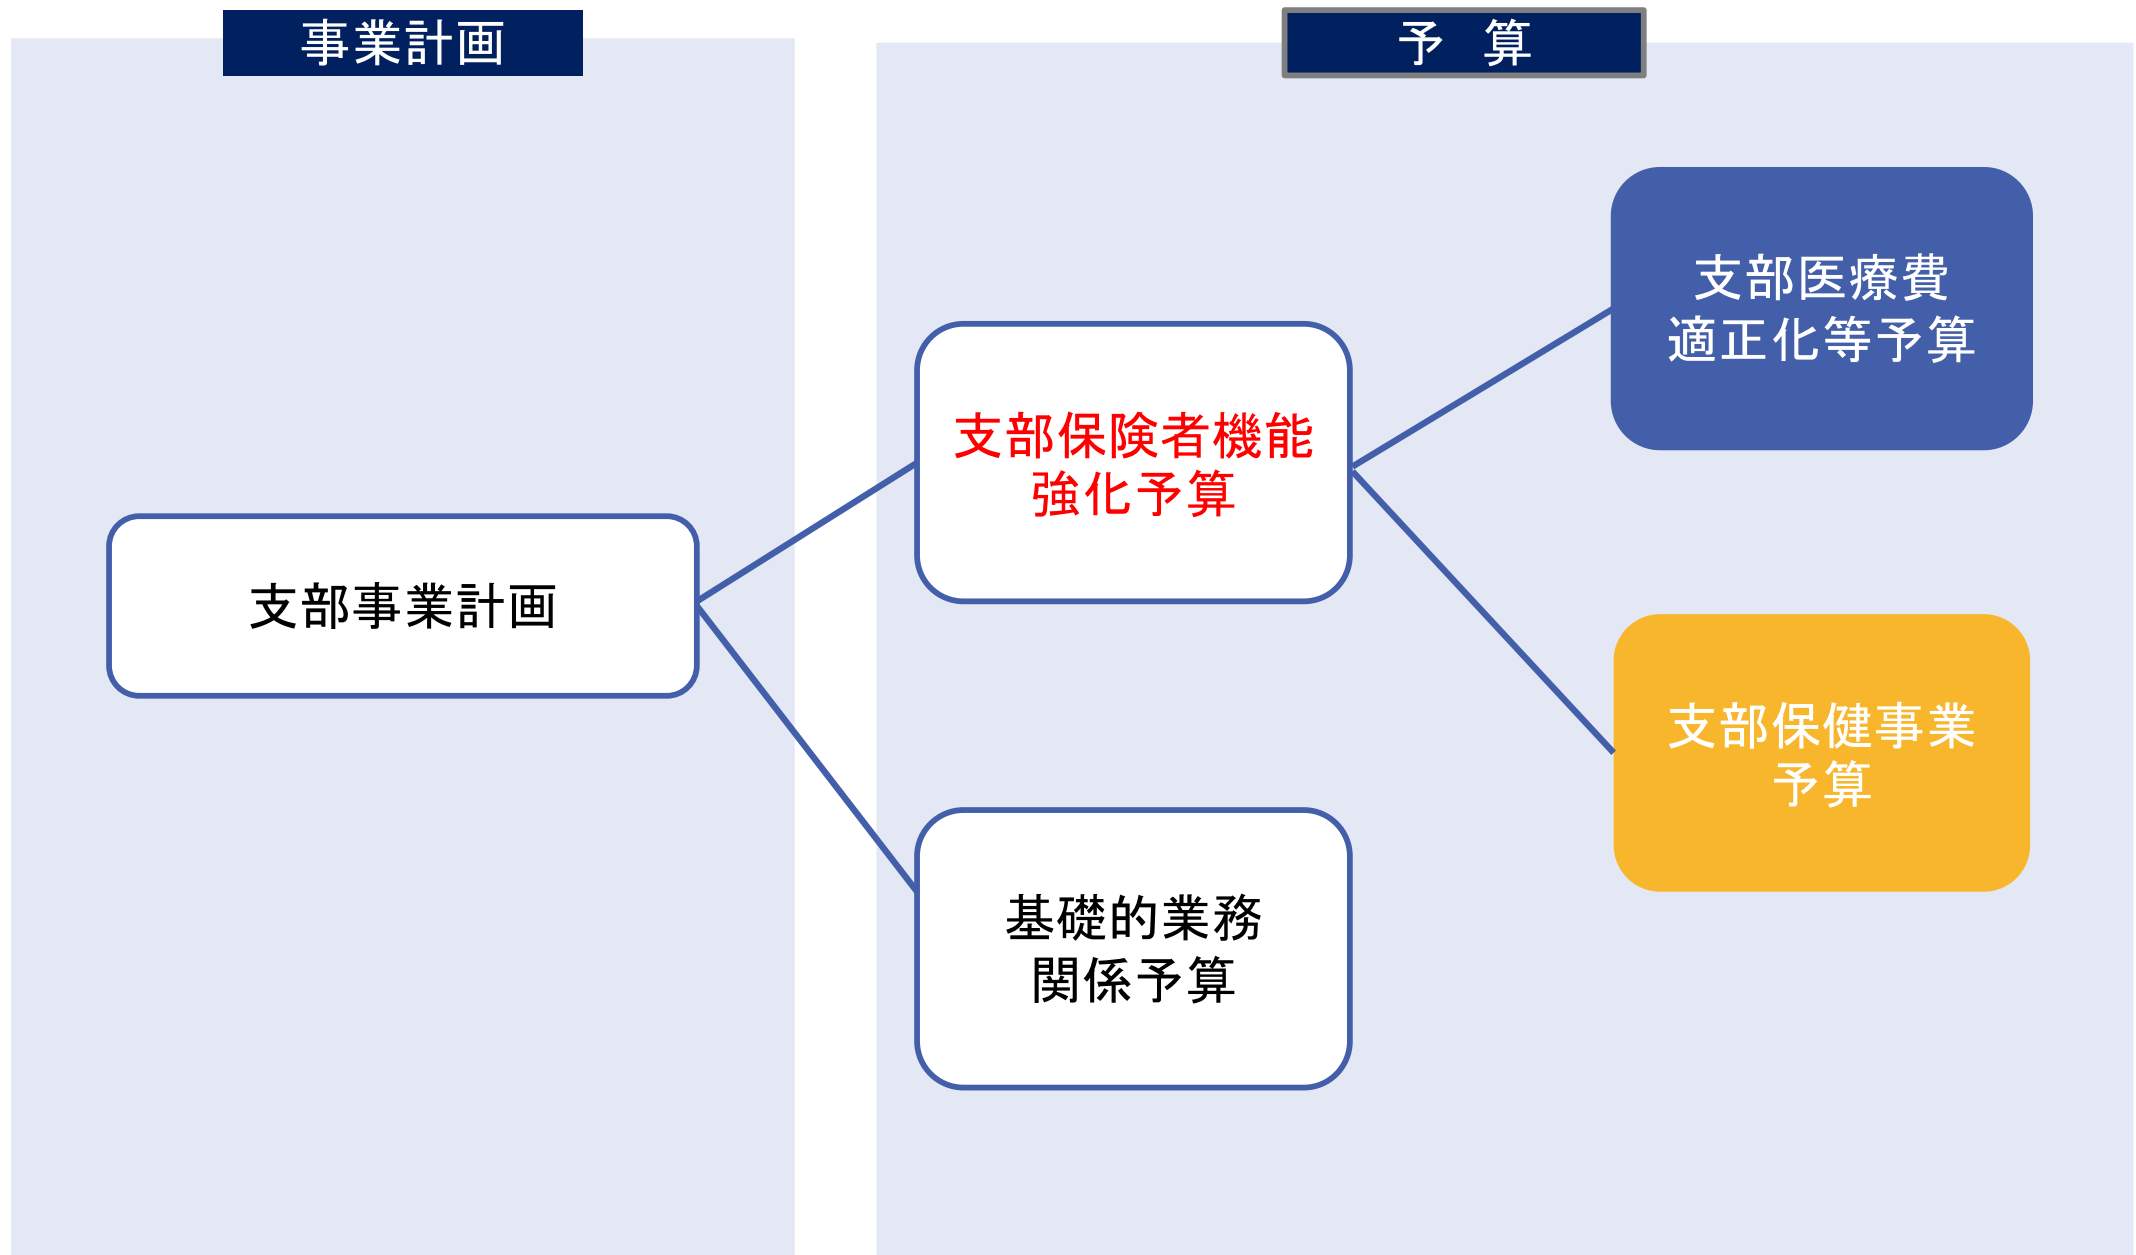 事業計画
予 算
支部事業計画
支部保険者機能
強化予算
基礎的業務
関係予算
支部医療費
適正化等予算
支部保健事業
予算